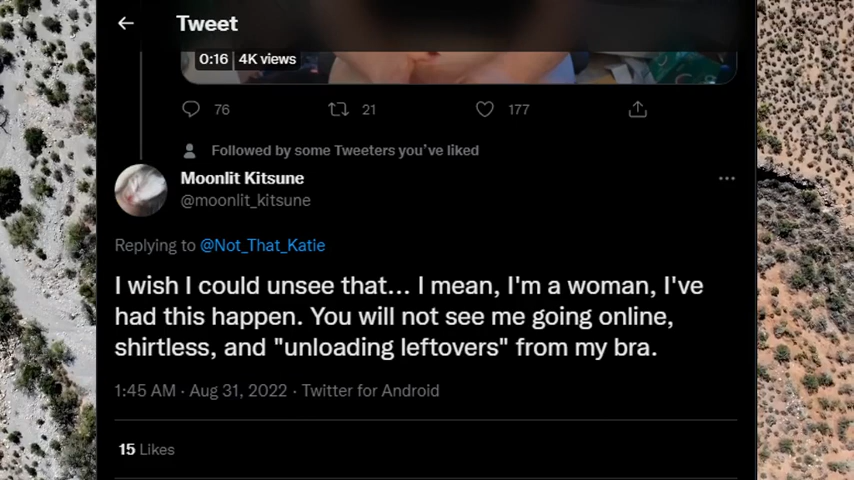 Tweet
0:16 4K views
76 21 177
Followed by some Tweeters you've liked
Moonlit Kitsune
@moonlit_kitsune
Replying to @Not_That_Katie
I wish I could unsee that... I mean, I'm a woman, I've
had this happen. You will not see me going online,
shirtless, and "unloading leftovers" from my bra.
1:45 AM · Aug 31, 2022 · Twitter for Android
15 Likes